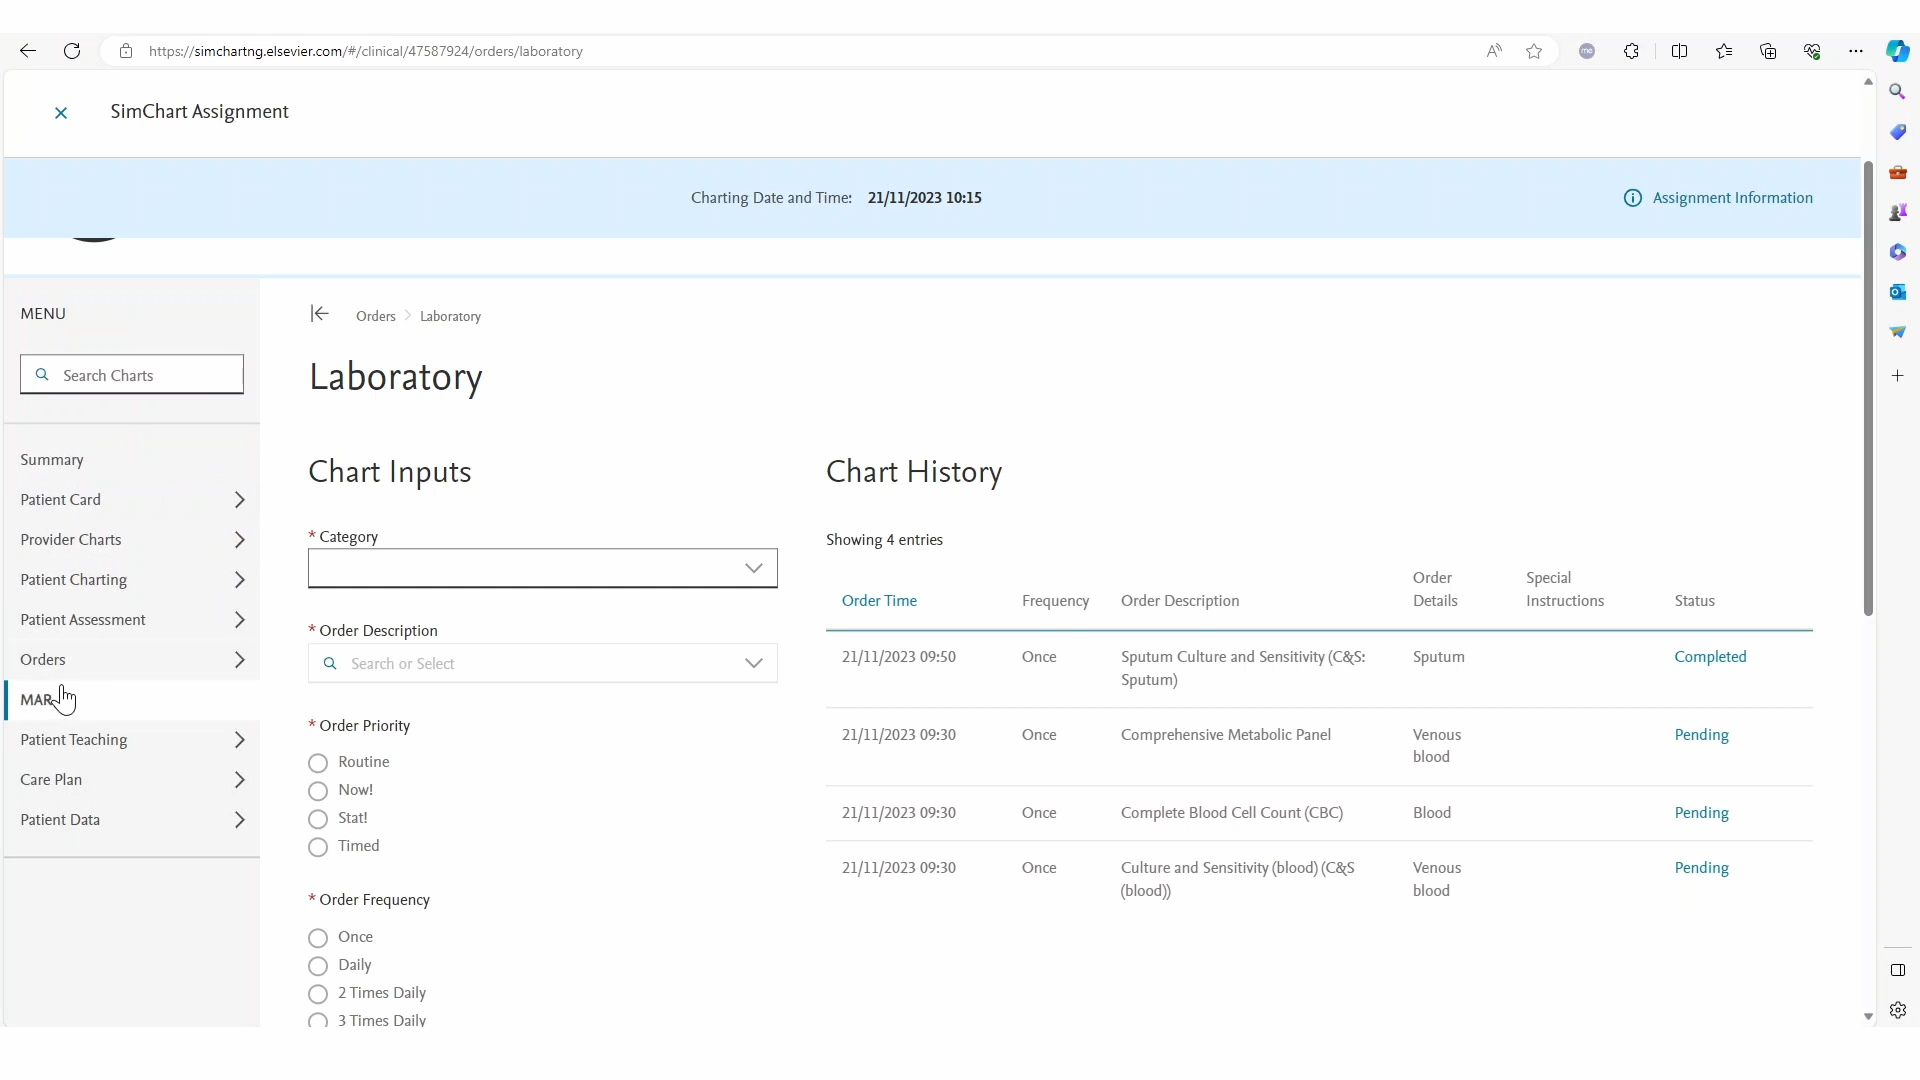 https://simchartng.elsevier.com/#/clinical/47587924/orders/laboratory
SimChart Assignment
Charting Date and Time: 21/11/2023 10:15
Assignment Information
MENU
Search Charts
Summary
Patient Card
Provider Charts
Patient Charting
Patient Assessment
Orders
MAR
Patient Teaching
Care Plan
Patient Data
Orders > Laboratory
Laboratory
Chart Inputs
* Category
* Order Description
Search or Select
* Order Priority
Routine
Now!
Stat!
Timed
* Order Frequency
Once
Daily
2 Times Daily
3 Times Daily
Chart History
Showing 4 entries
Order Time Frequency Order Description Order Details Special Instructions Status
21/11/2023 09:50 Once Sputum Culture and Sensitivity (C&S: Sputum) Sputum Completed
21/11/2023 09:30 Once Comprehensive Metabolic Panel Venous blood Pending
21/11/2023 09:30 Once Complete Blood Cell Count (CBC) Blood Pending
21/11/2023 09:30 Once Culture and Sensitivity (blood) (C&S (blood)) Venous blood Pending